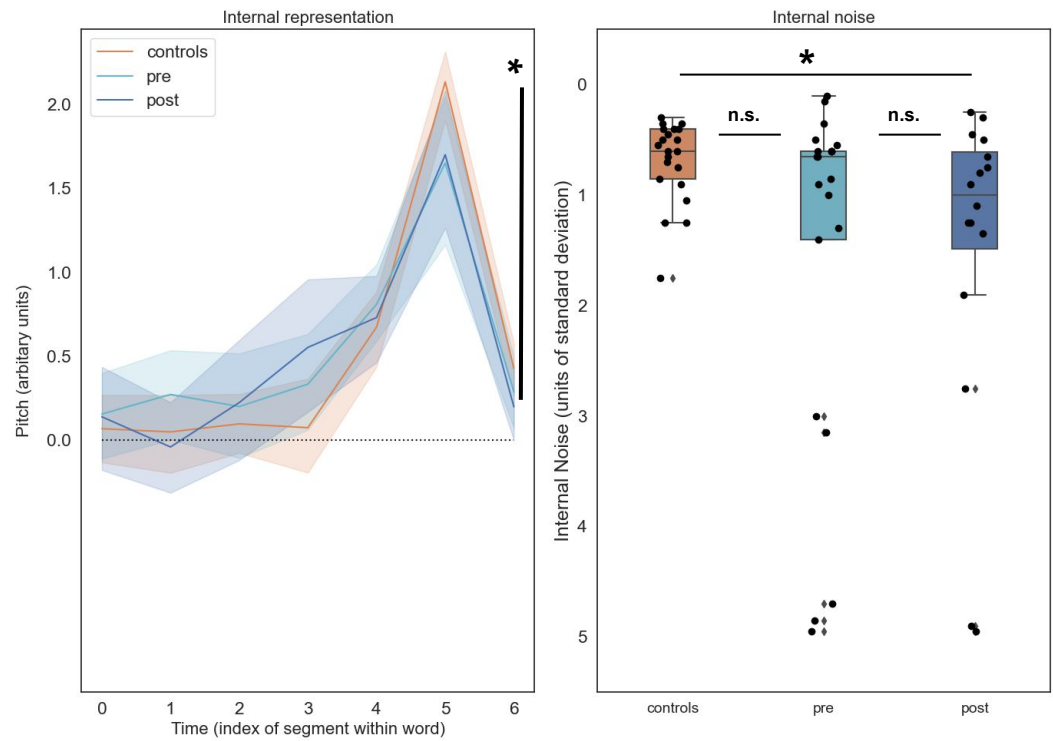 Internal representation
controls
pre
post
*
2.0
1.5
1.0
0.5
0.0
Pitch (arbitary units)
0 1 2 3 4 5 6
Time (index of segment within word)
Internal noise
*
n.s. n.s.
0
1
2
3
4
5
Internal Noise (units of standard deviation)
controls pre post